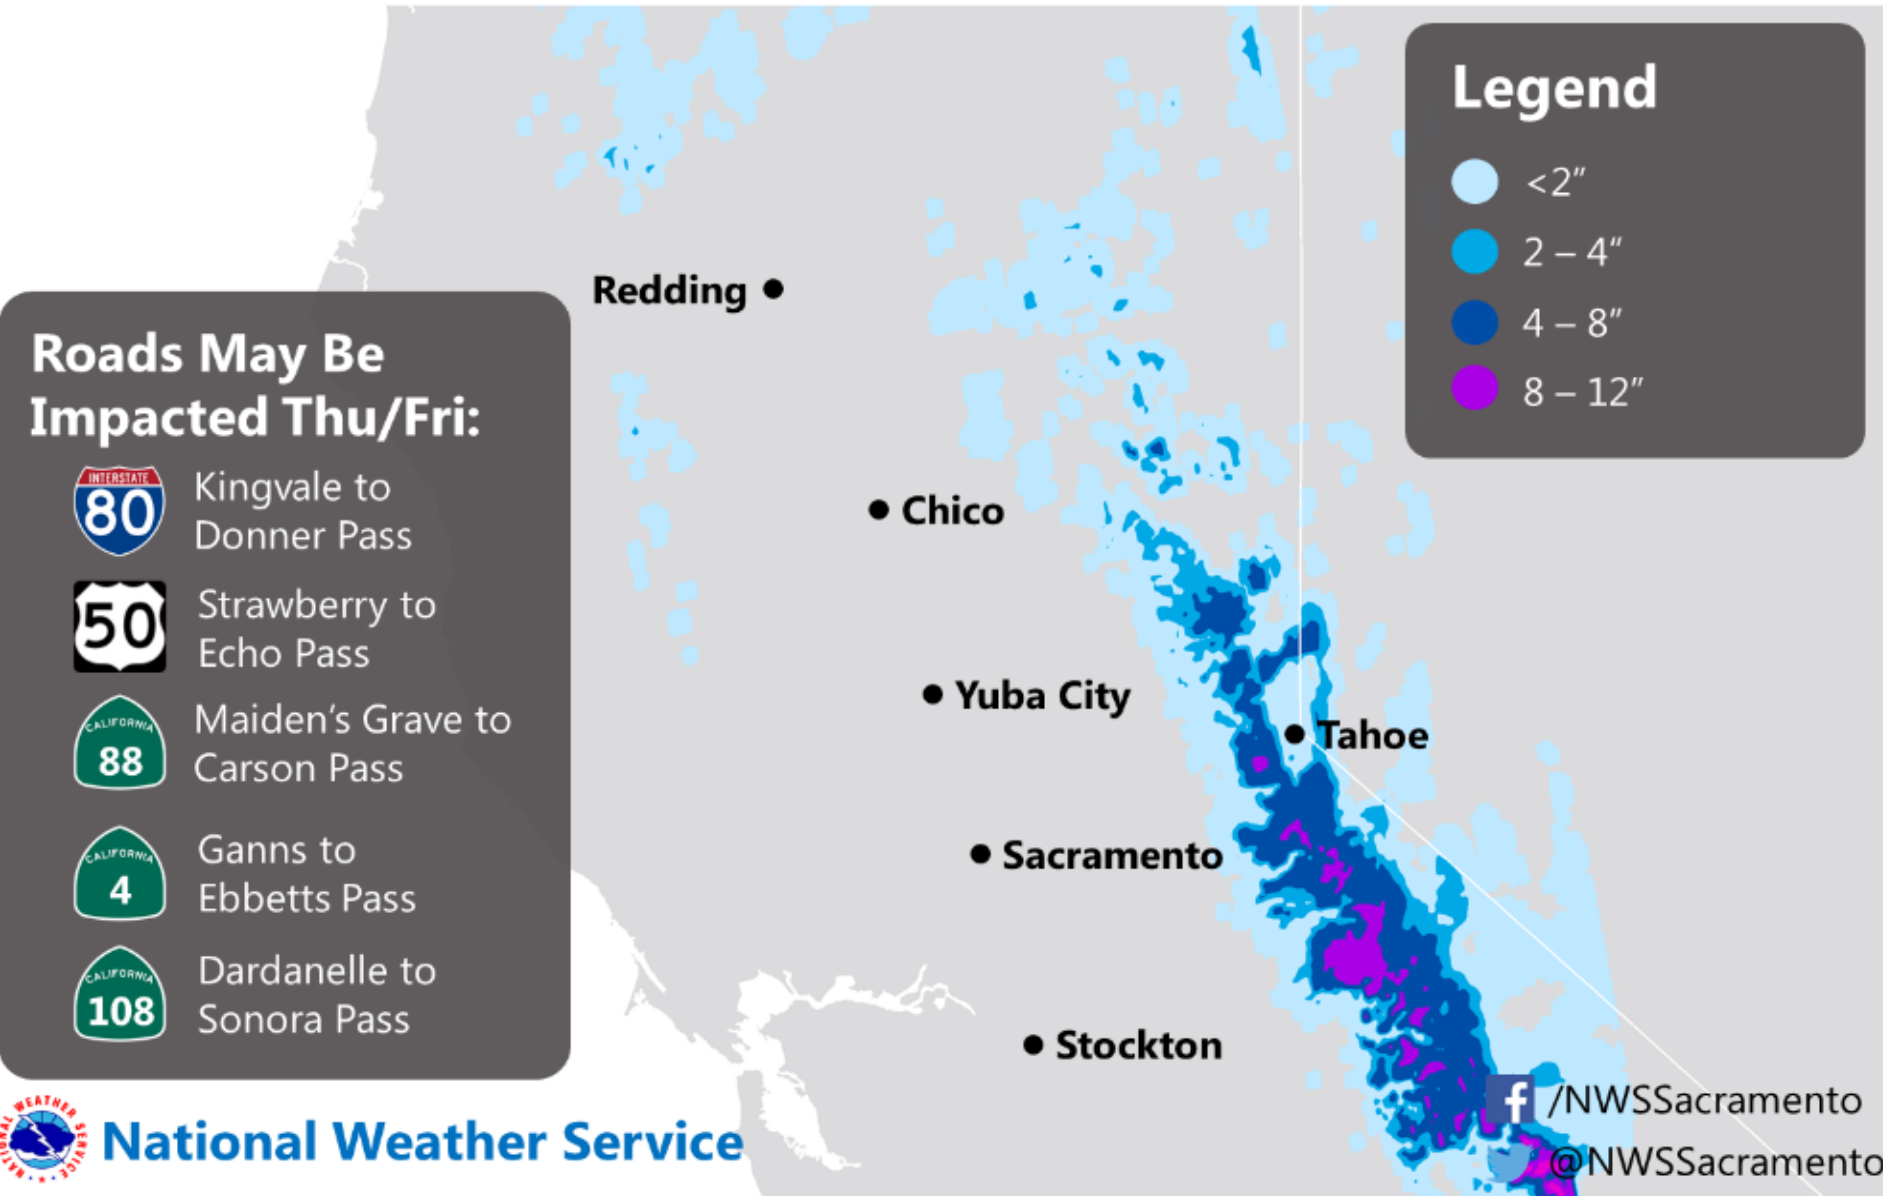 Legend
<2”
2 – 4“
4 – 8”
8 – 12”
Redding
Chico
Yuba City
Tahoe
Sacramento
Stockton
Roads May Be
Impacted Thu/Fri:
INTERSTATE
80
Kingvale to
Donner Pass
50
Strawberry to
Echo Pass
CALIFORNIA
88
Maiden’s Grave to
Carson Pass
CALIFORNIA
4
Ganns to
Ebbetts Pass
CALIFORNIA
108
Dardanelle to
Sonora Pass
WEATHER SERVICE
National Weather Service
f
/NWSSacramento
@NWSSacramento